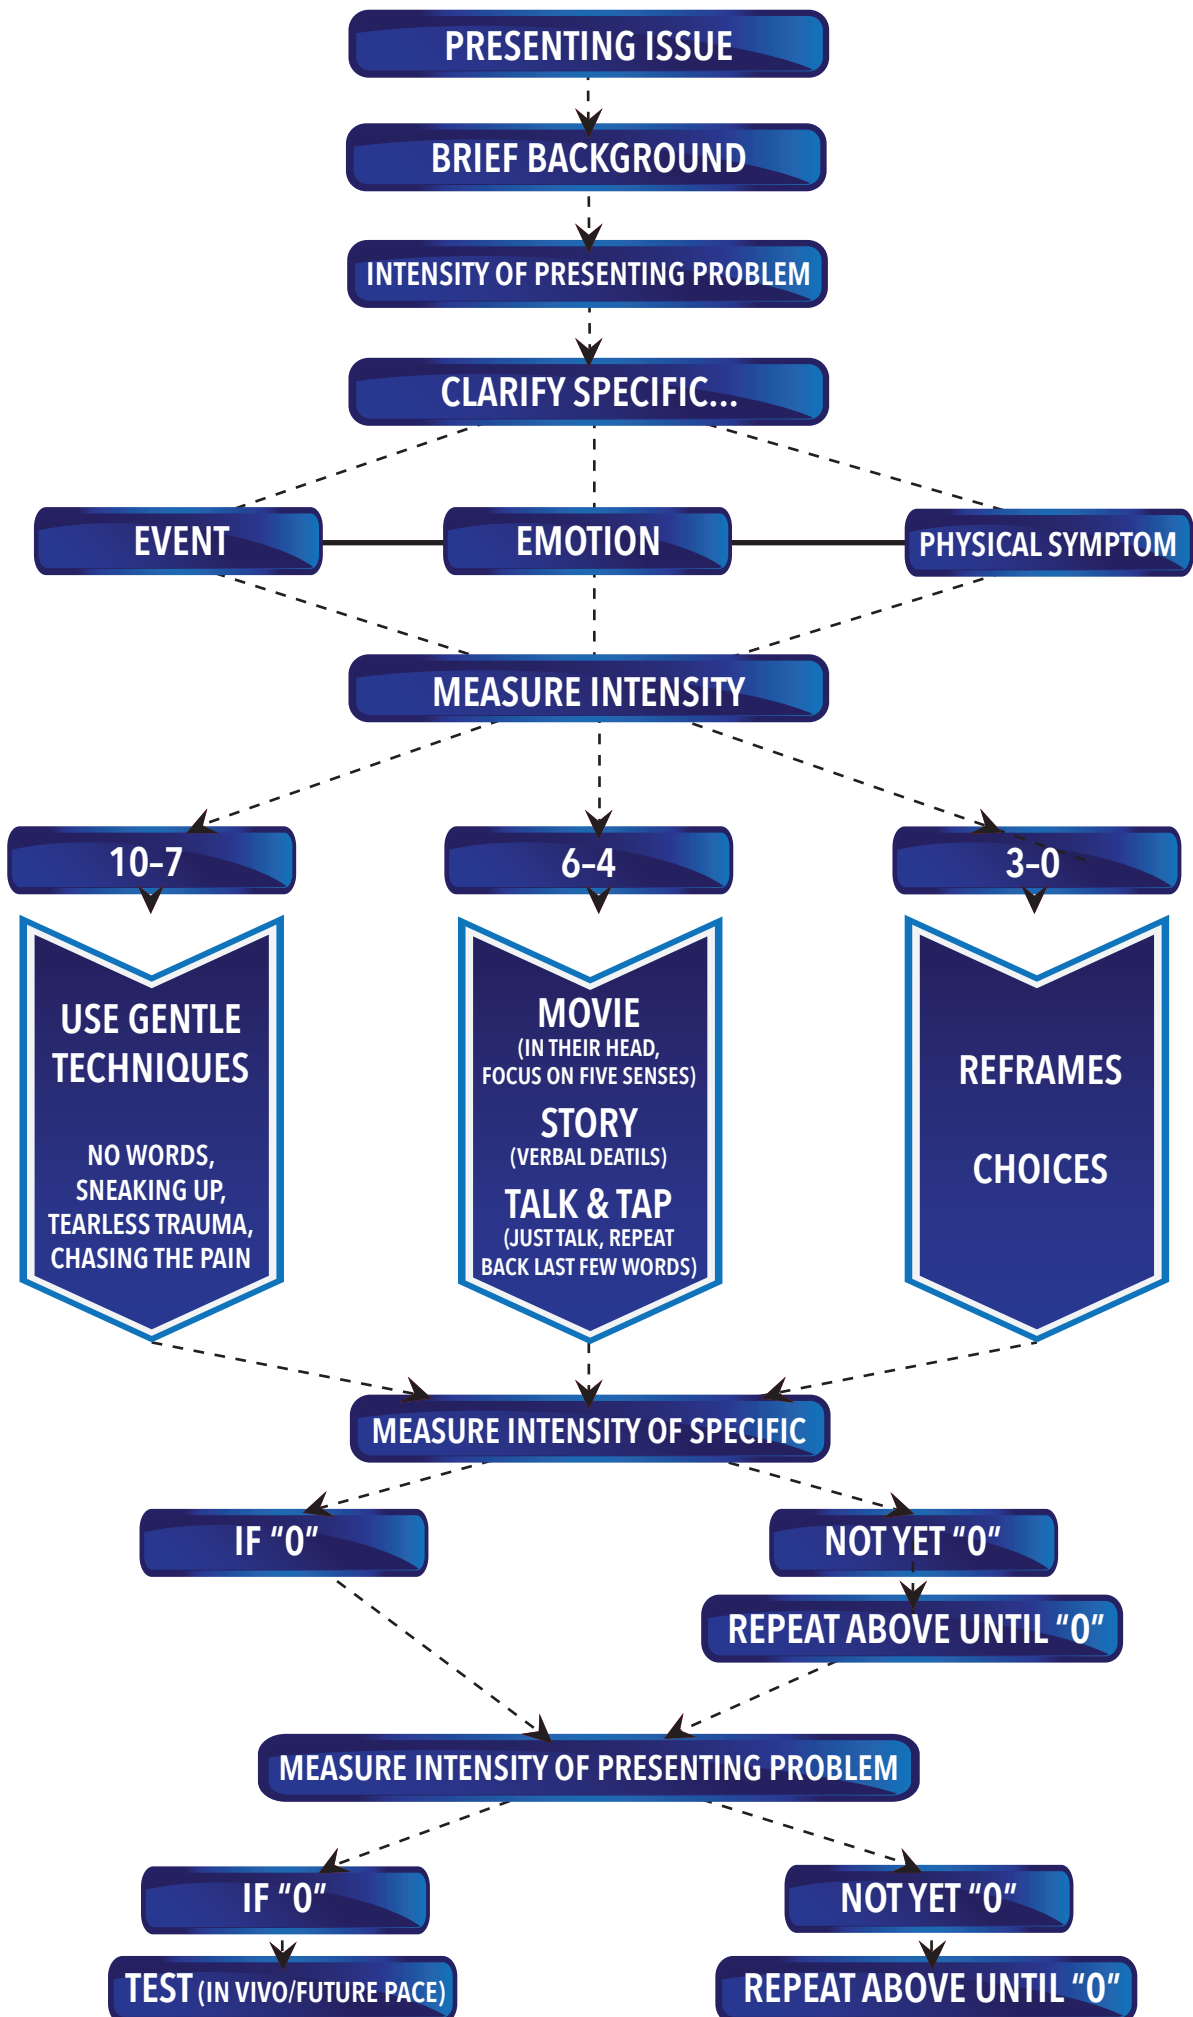 PRESENTING ISSUE
BRIEF BACKGROUND
INTENSITY OF PRESENTING PROBLEM
CLARIFY SPECIFIC...
EVENT
EMOTION
PHYSICAL SYMPTOM
MEASURE INTENSITY
10–7
6–4
3–0
USE GENTLE
TECHNIQUES
NO WORDS,
SNEAKING UP,
TEARLESS TRAUMA,
CHASING THE PAIN
MOVIE
(IN THEIR HEAD,
FOCUS ON FIVE SENSES)
STORY
(VERBAL DEATILS)
TALK & TAP
(JUST TALK, REPEAT
BACK LAST FEW WORDS)
REFRAMES
CHOICES
MEASURE INTENSITY OF SPECIFIC
IF “0”
NOT YET “0”
REPEAT ABOVE UNTIL “0”
MEASURE INTENSITY OF PRESENTING PROBLEM
IF “0”
NOT YET “0”
TEST (IN VIVO/FUTURE PACE)
REPEAT ABOVE UNTIL “0”